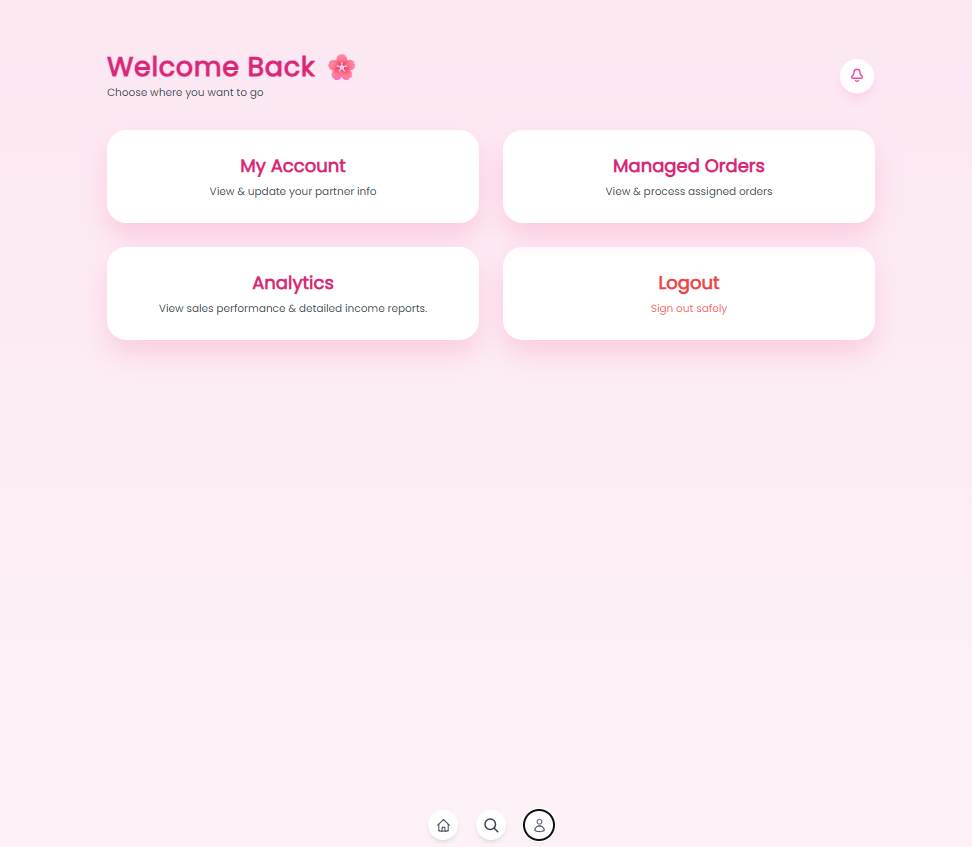 Welcome Back 🌸
Choose where you want to go
My Account
View & update your partner info
Managed Orders
View & process assigned orders
Analytics
View sales performance & detailed income reports.
Logout
Sign out safely